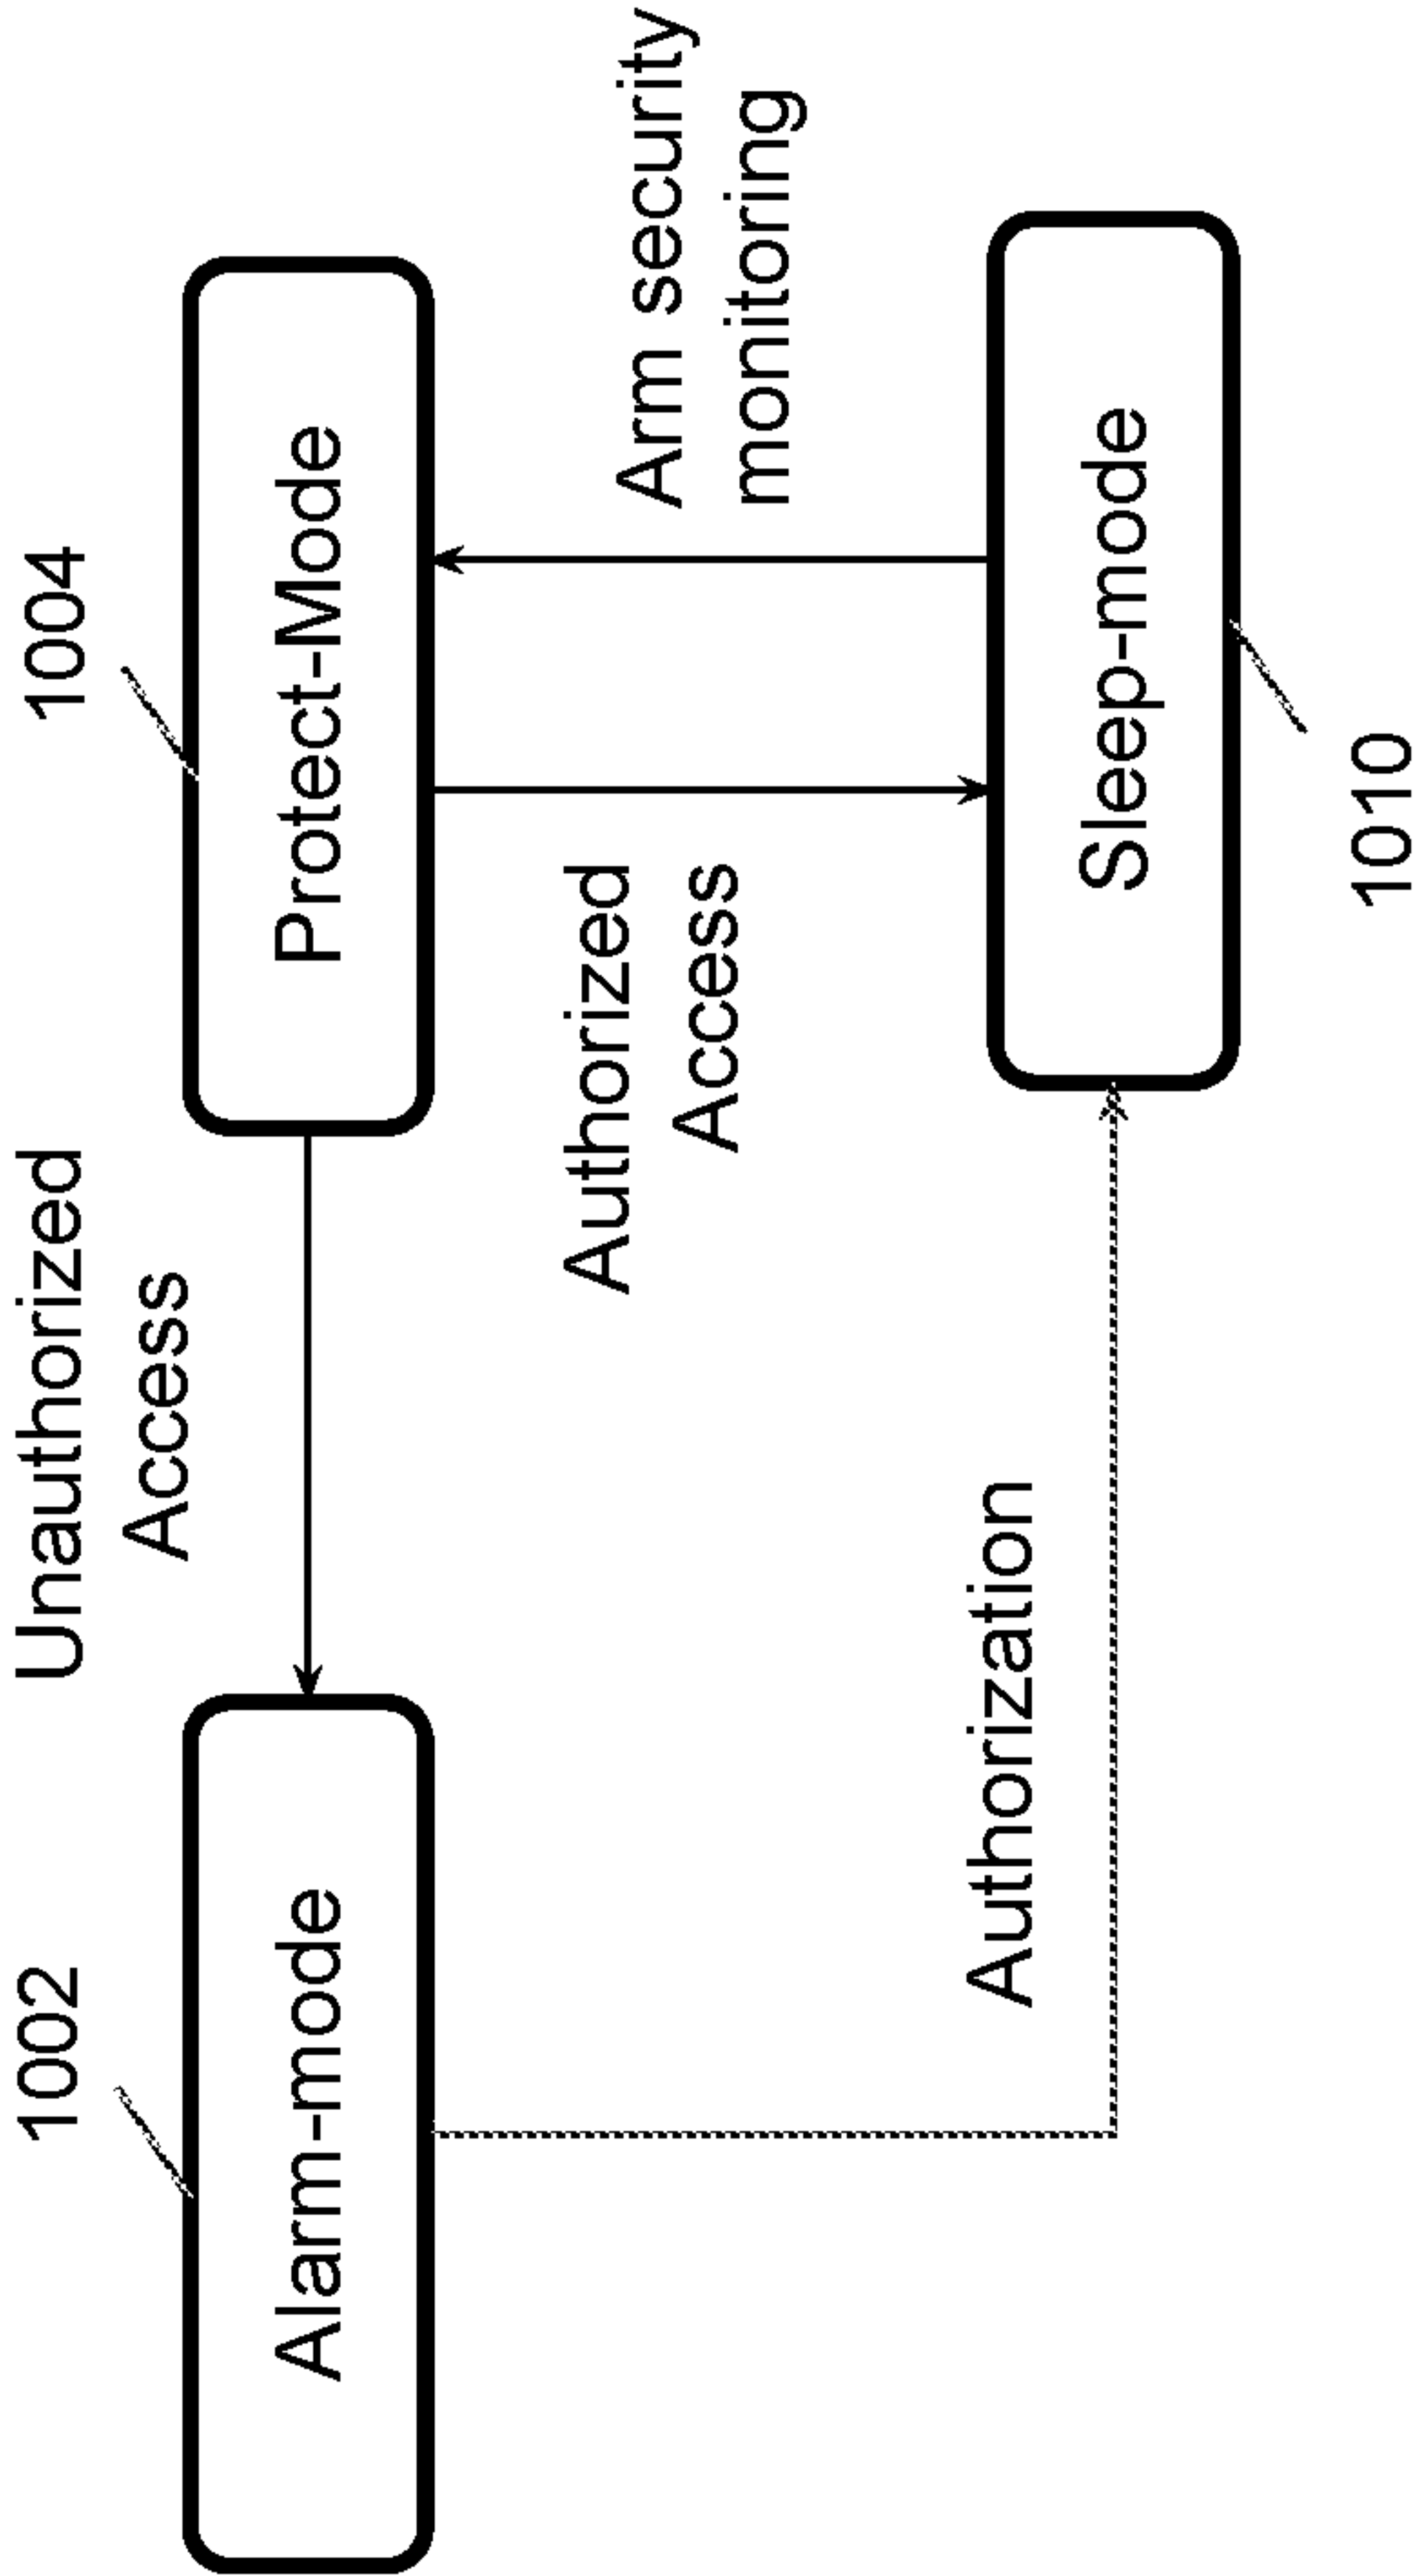 1002
1004
Unauthorized
Access
Alarm-mode
Protect-Mode
Authorized
Access
Arm security
monitoring
Authorization
Sleep-mode
1010